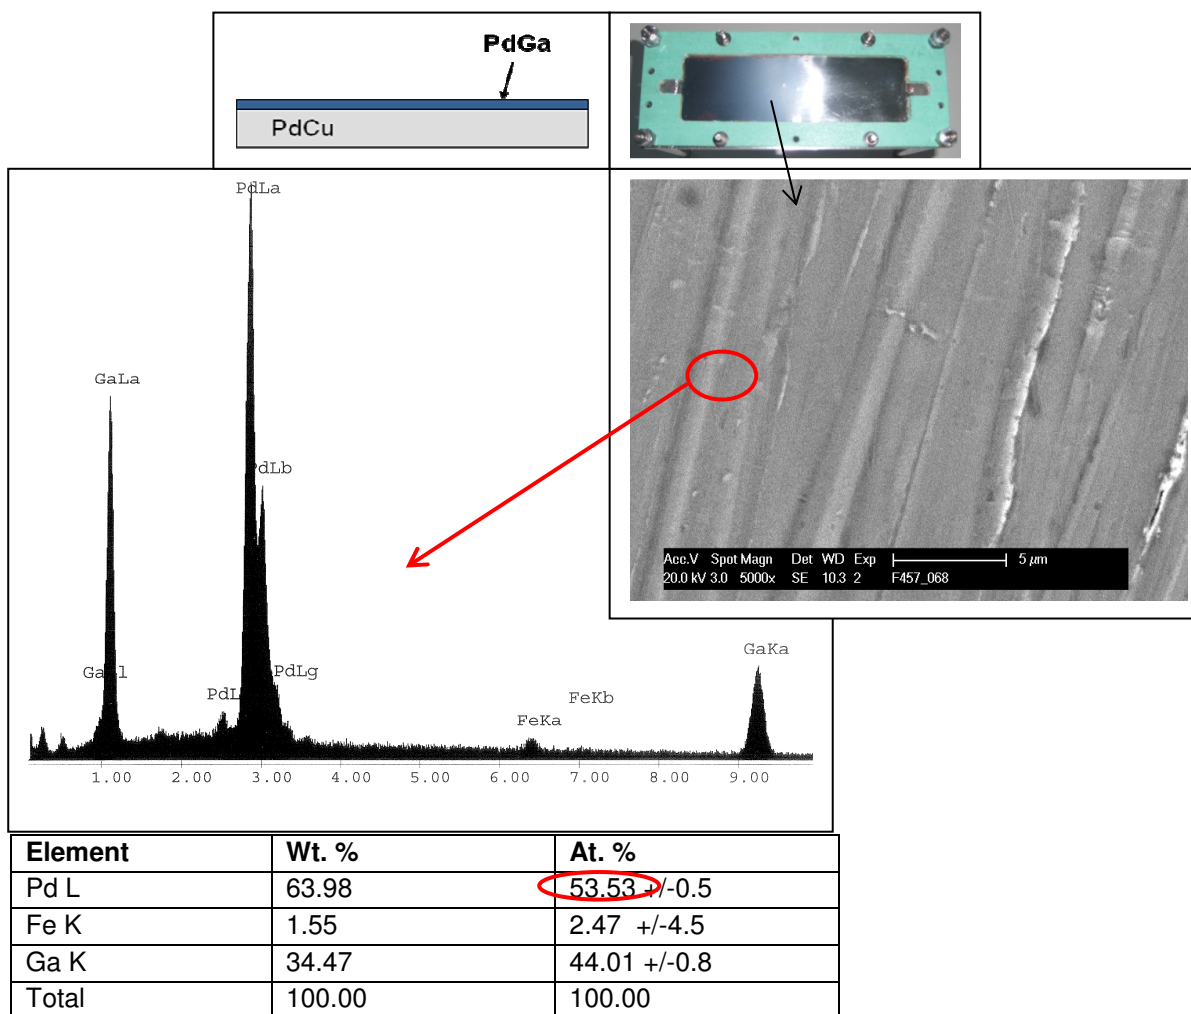 PdGa
PdCu
PdLa
GaLa
PdLb
PdLg
PdL
GaKa
FeKb
FeKa
1.00 2.00 3.00 4.00 5.00 6.00 7.00 8.00 9.00
Acc.V Spot Magn Det WD Exp 5 µm
20.0 kV 3.0 5000x SE 10.3 2 F457_068
Element Wt. % At. %
Pd L 63.98 53.53 +/-0.5
Fe K 1.55 2.47 +/-4.5
Ga K 34.47 44.01 +/-0.8
Total 100.00 100.00